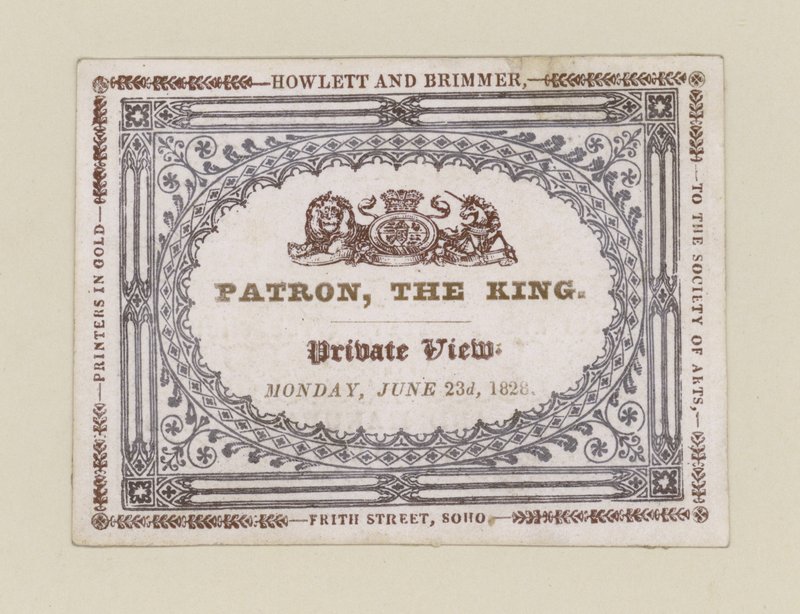 HOWLETT AND BRIMMER,
PRINTERS IN GOLD
TO THE SOCIETY OF ARTS,
PATRON, THE KING.
Private View:
MONDAY, JUNE 23d, 1828.
FRITH STREET, SOHO.